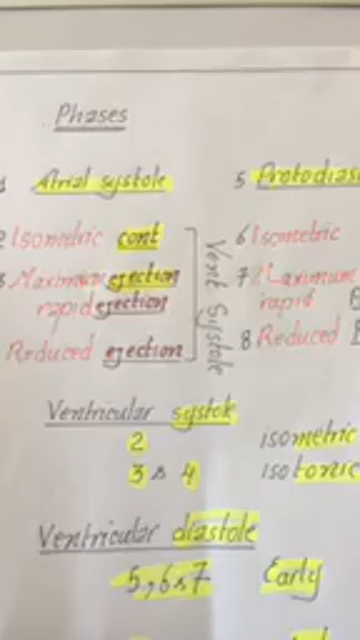 Phases
1 Atrial systole
5 Protodias
2 Isometric cont
6 Isometric
3 Maximum ejection
rapid ejection
7 Maximum
rapid
Reduced ejection
8 Reduced
Vent Systole
Ventricular systole
2 isometric
3 & 4 isotonic
Ventricular diastole
5,6&7 Early